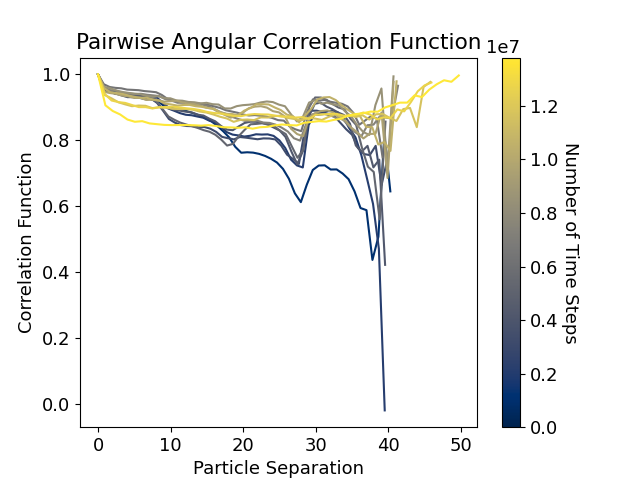 Pairwise Angular Correlation Function
1e7
1.0
0.8
0.6
0.4
0.2
0.0
Correlation Function
0 10 20 30 40 50
Particle Separation
1.2
1.0
0.8
0.6
0.4
0.2
0.0
Number of Time Steps